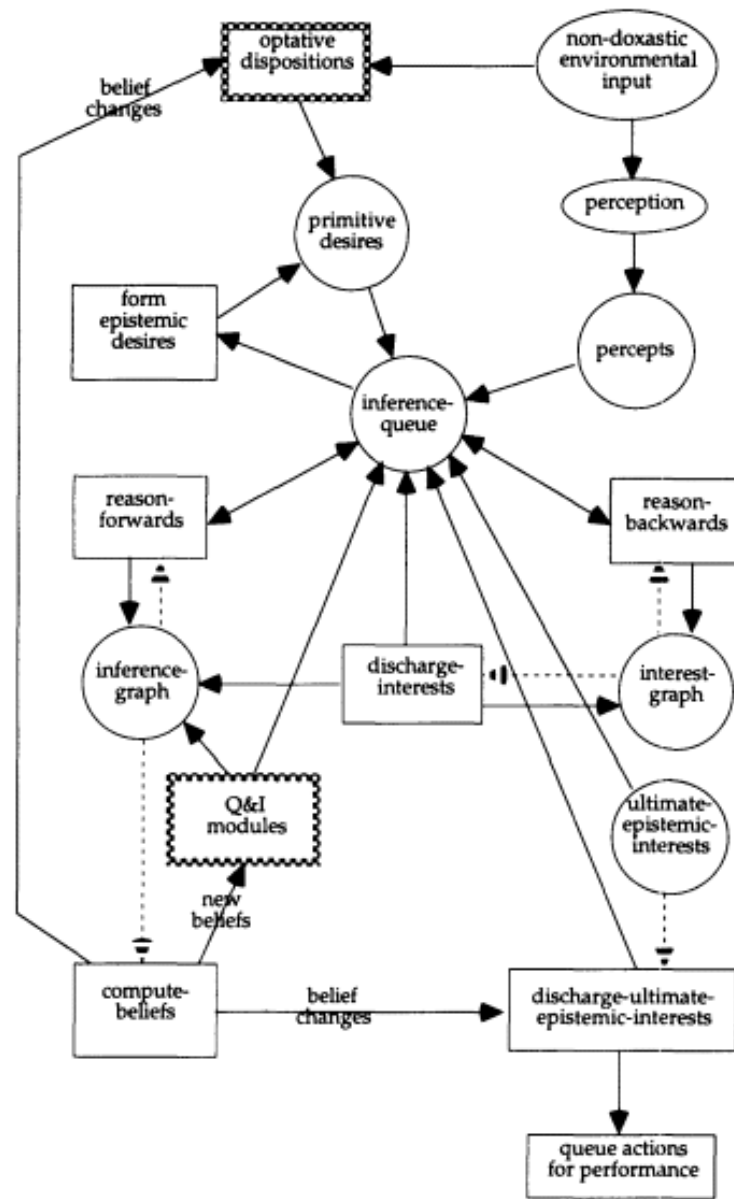 optative
dispositions
non-doxastic
environmental
input
belief
changes
perception
primitive
desires
form
epistemic
desires
percepts
inference-
queue
reason-
forwards
reason-
backwards
inference-
graph
discharge-
interests
interest-
graph
Q&I
modules
ultimate-
epistemic-
interests
new
beliefs
compute-
beliefs
belief
changes
discharge-ultimate-
epistemic-interests
queue actions
for performance